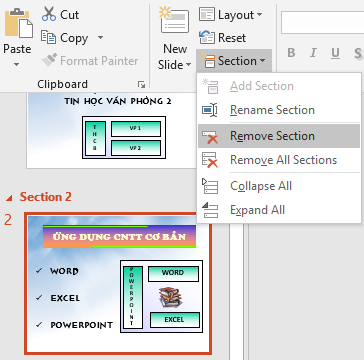 Paste
Cut
Copy
Format Painter
Clipboard
New
Slide
Layout
Reset
Section
B I U S
Add Section
Rename Section
Remove Section
Remove All Sections
Collapse All
Expand All
TIN HỌC VĂN PHÒNG 2
T
H
C
B
VP 1
VP 2
Section 2
2
ỨNG DỤNG CNTT CƠ BẢN
✓ WORD
✓ EXCEL
✓ POWERPOINT
P
O
W
E
R
P
O
I
N
T
WORD
EXCEL